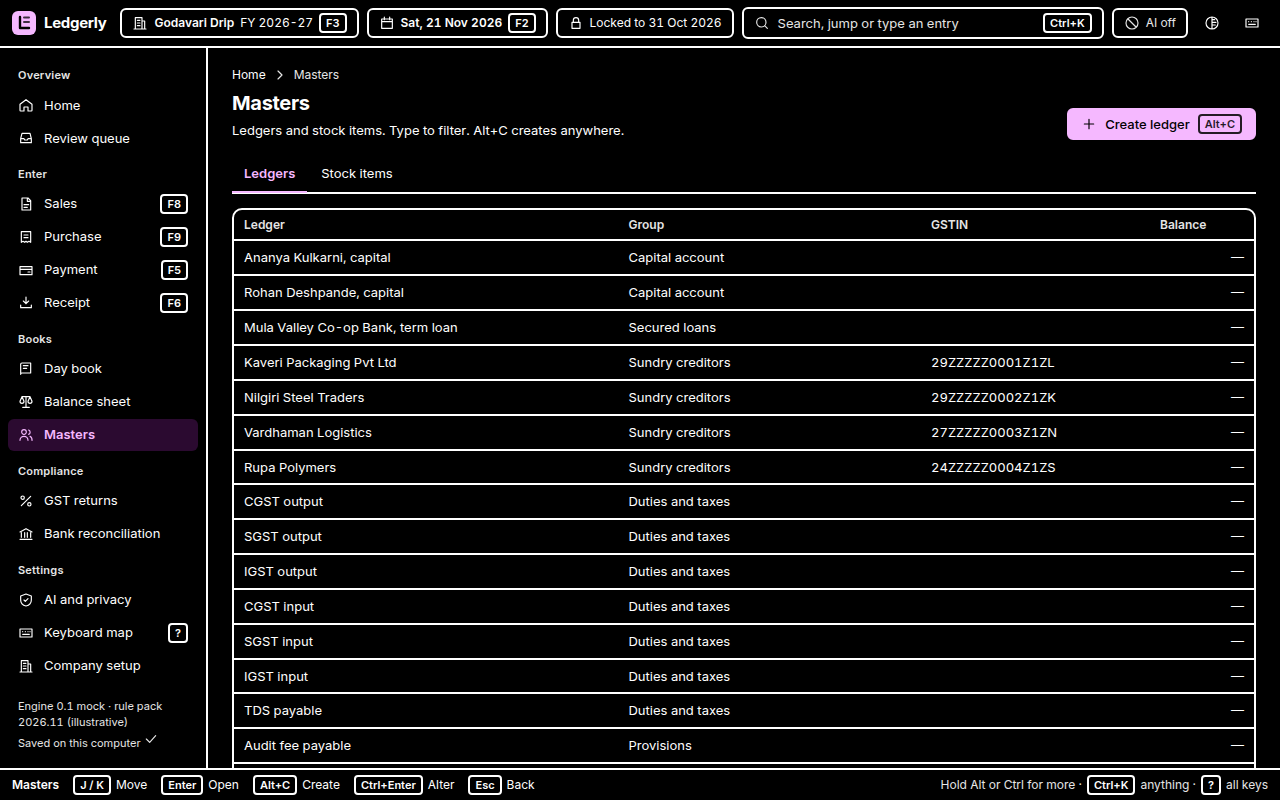 Ledgerly
Godavari Drip FY 2026-27 F3
Sat, 21 Nov 2026 F2
Locked to 31 Oct 2026
Search, jump or type an entry Ctrl+K
AI off
Overview
Home
Review queue
Enter
Sales F8
Purchase F9
Payment F5
Receipt F6
Books
Day book
Balance sheet
Masters
Compliance
GST returns
Bank reconciliation
Settings
AI and privacy
Keyboard map ?
Company setup
Engine 0.1 mock · rule pack
2026.11 (illustrative)
Saved on this computer
Home > Masters
Masters
Ledgers and stock items. Type to filter. Alt+C creates anywhere.
+ Create ledger Alt+C
Ledgers Stock items
Ledger Group GSTIN Balance
Ananya Kulkarni, capital Capital account —
Rohan Deshpande, capital Capital account —
Mula Valley Co-op Bank, term loan Secured loans —
Kaveri Packaging Pvt Ltd Sundry creditors 29ZZZZZ0001Z1ZL —
Nilgiri Steel Traders Sundry creditors 29ZZZZZ0002Z1ZK —
Vardhaman Logistics Sundry creditors 27ZZZZZ0003Z1ZN —
Rupa Polymers Sundry creditors 24ZZZZZ0004Z1ZS —
CGST output Duties and taxes —
SGST output Duties and taxes —
IGST output Duties and taxes —
CGST input Duties and taxes —
SGST input Duties and taxes —
IGST input Duties and taxes —
TDS payable Duties and taxes —
Audit fee payable Provisions —
Masters J / K Move Enter Open Alt+C Create Ctrl+Enter Alter Esc Back
Hold Alt or Ctrl for more · Ctrl+K anything · ? all keys